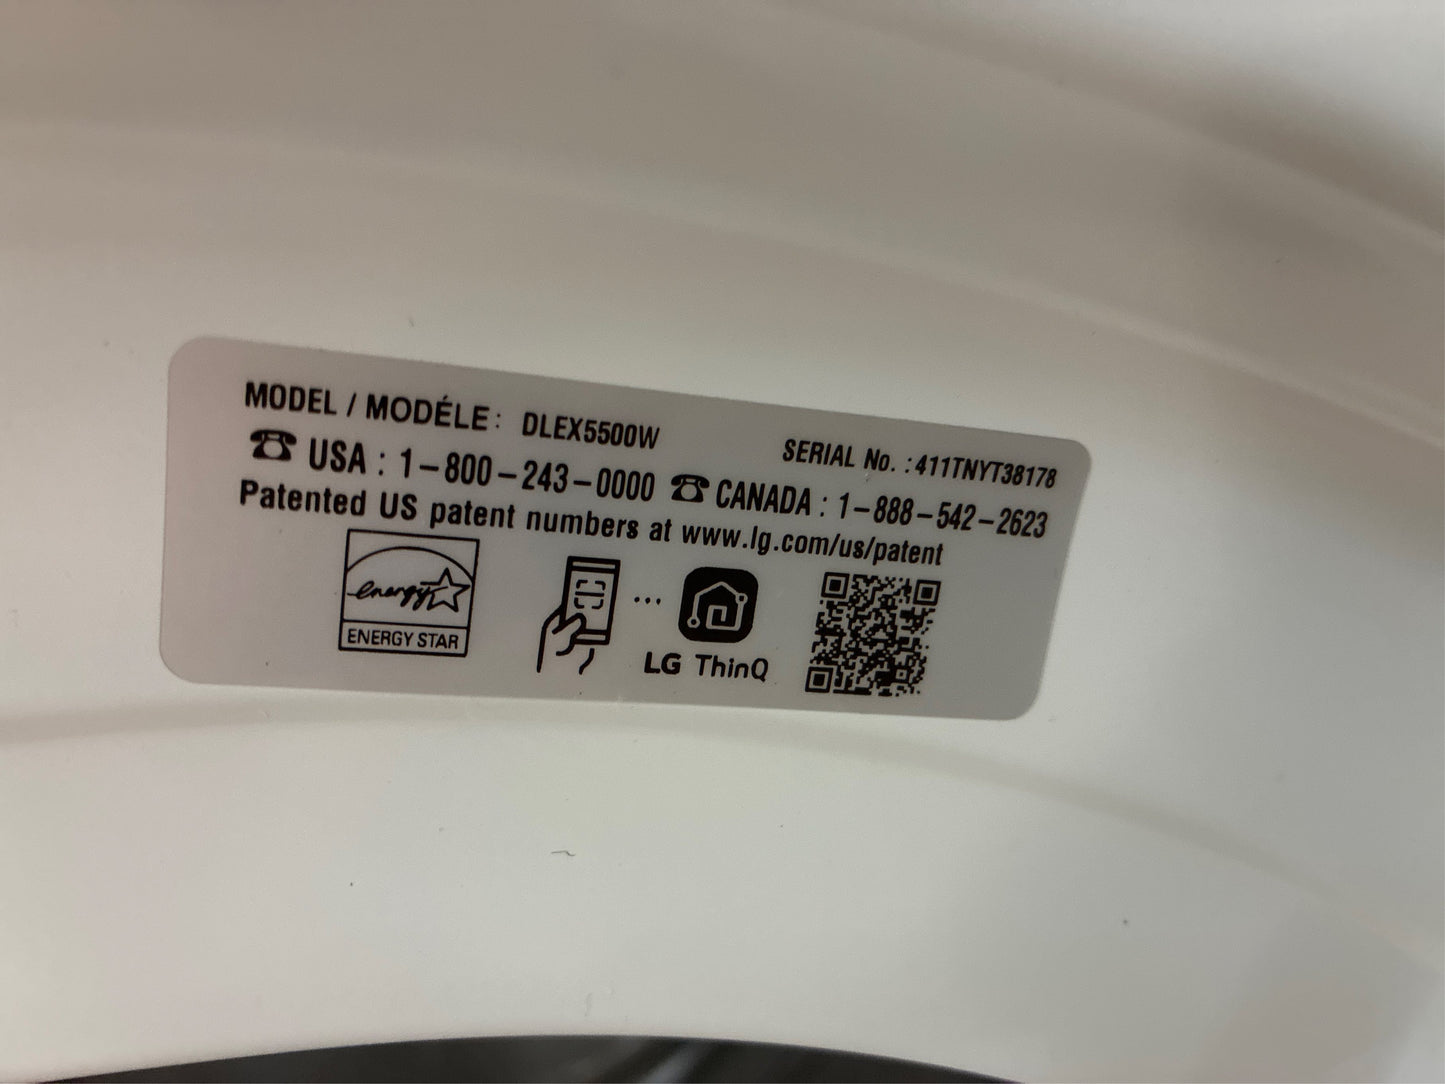 MODEL / MODÉLE: DLEX5500W SERIAL No. :411TNYT38178
USA : 1-800-243-0000 CANADA : 1-888-542-2623
Patented US patent numbers at www.lg.com/us/patent
energy
ENERGY STAR
LG ThinQ